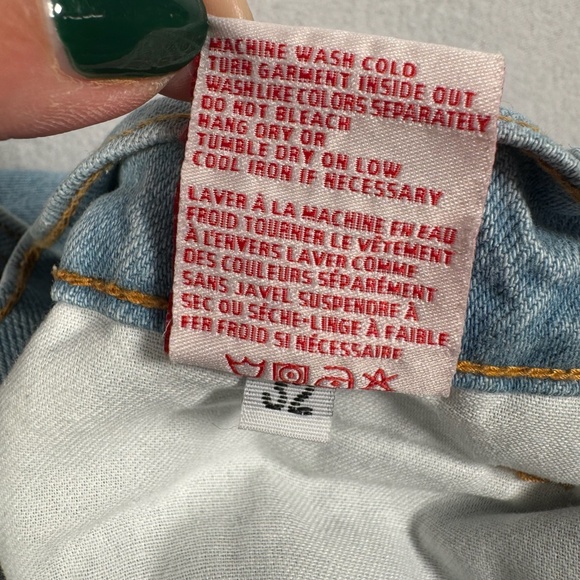 MACHINE WASH COLD
TURN GARMENT INSIDE OUT
WASH LIKE COLORS SEPARATELY
DO NOT BLEACH
HANG DRY OR
TUMBLE DRY ON LOW
COOL IRON IF NECESSARY
LAVER À LA MACHINE EN EAU
FROID TOURNER LE VÊTEMENT
À L'ENVERS LAVER COMME
DES COULEURS SÉPARÉMENT
SANS JAVEL SUSPENDRE À
SEC OU SÈCHE-LINGE À FAIBLE
FER FROID SI NÉCESSAIRE
32